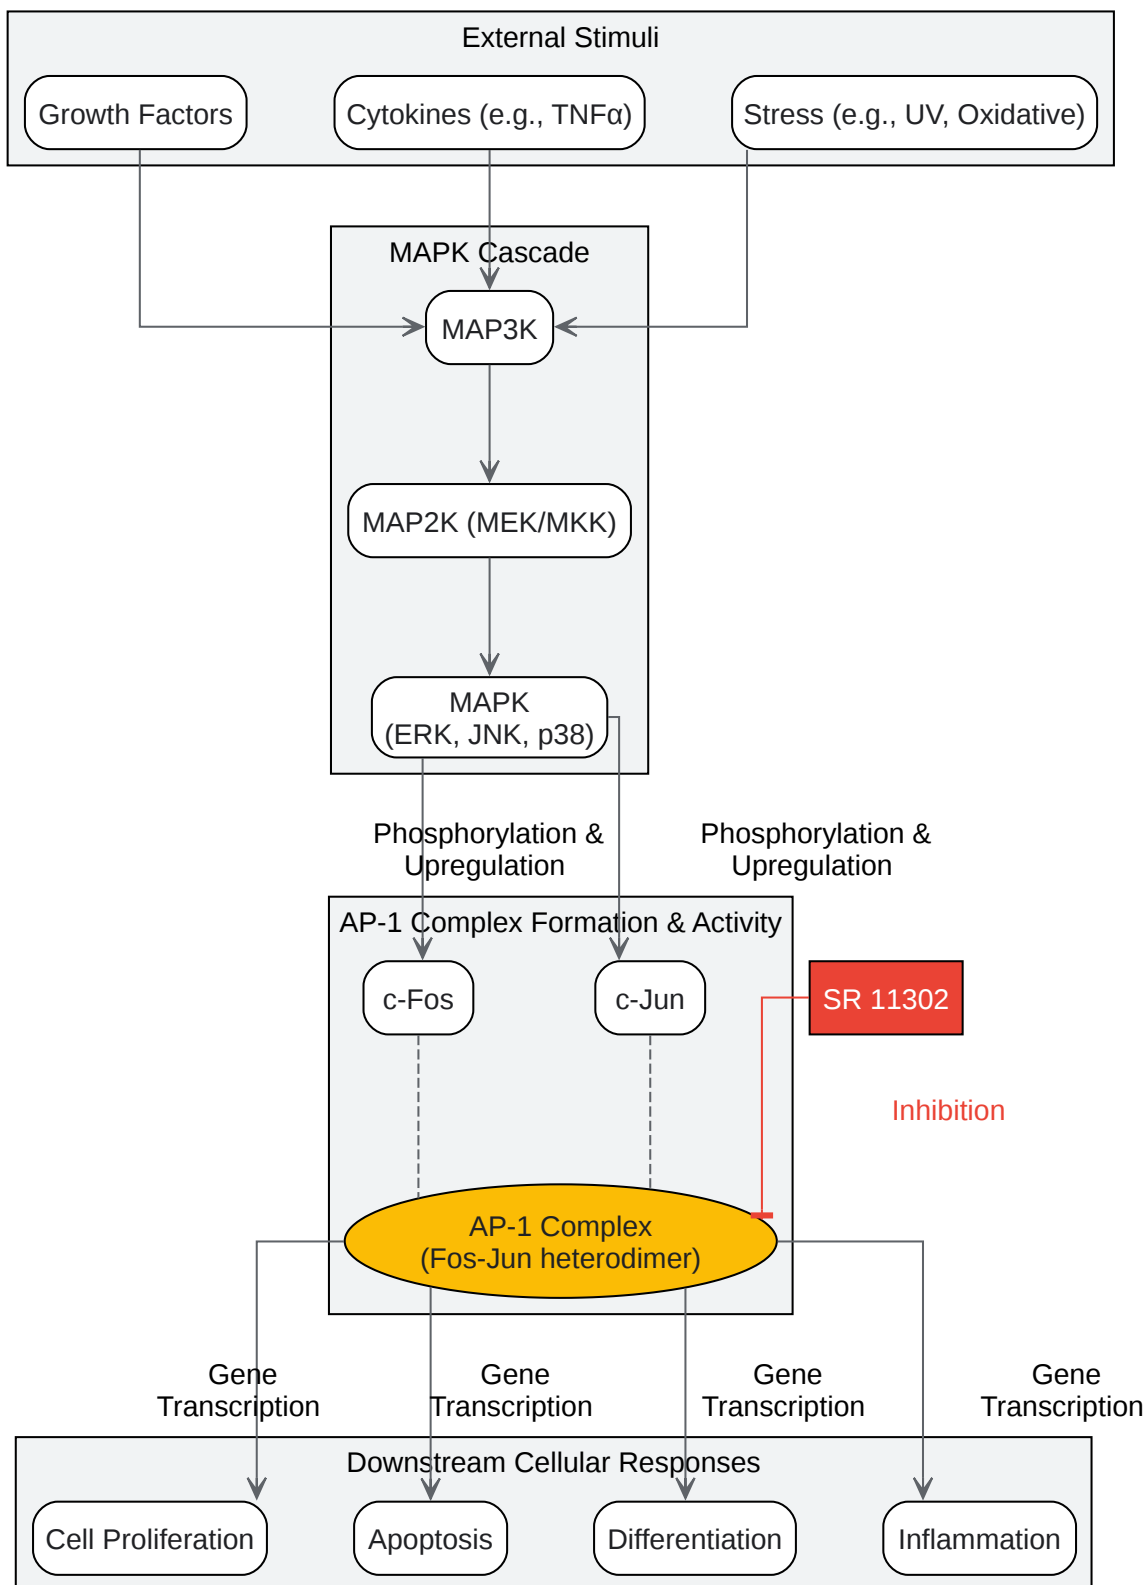 External Stimuli
Growth Factors
Cytokines (e.g., TNFα)
Stress (e.g., UV, Oxidative)
MAPK Cascade
MAP3K
MAP2K (MEK/MKK)
MAPK
(ERK, JNK, p38)
Phosphorylation &
Upregulation
Phosphorylation &
Upregulation
AP-1 Complex Formation & Activity
c-Fos
c-Jun
SR 11302
Inhibition
AP-1 Complex
(Fos-Jun heterodimer)
Gene
Transcription
Gene
Transcription
Gene
Transcription
Gene
Transcription
Downstream Cellular Responses
Cell Proliferation
Apoptosis
Differentiation
Inflammation